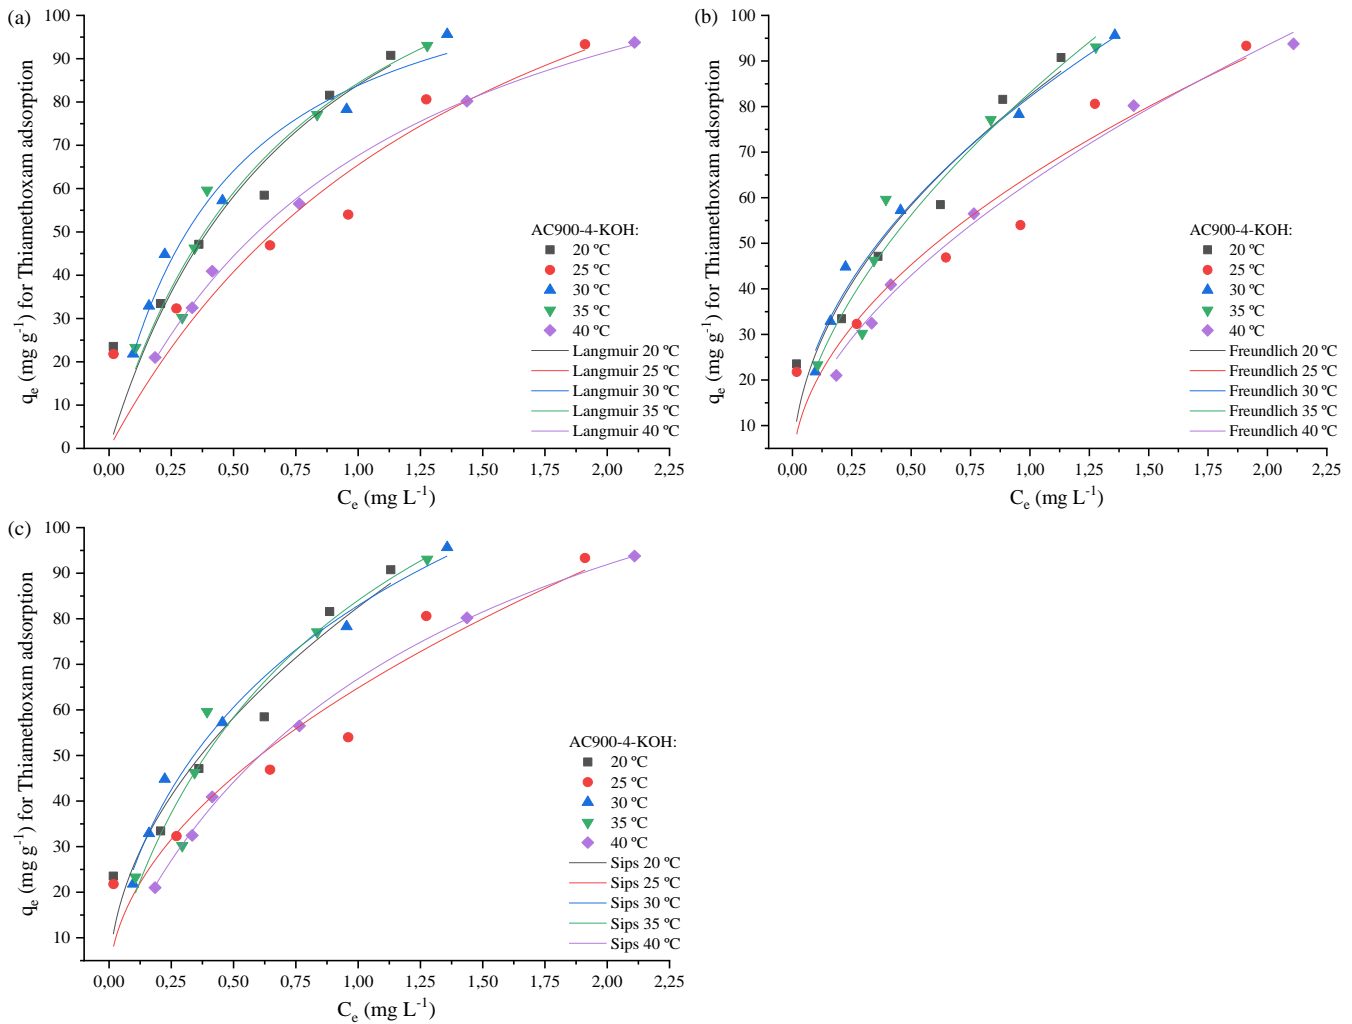 (a)
100
90
80
70
60
50
40
30
20
10
0
q_e (mg g^-1) for Thiamethoxam adsorption
AC900-4-KOH:
20 ºC
25 ºC
30 ºC
35 ºC
40 ºC
Langmuir 20 ºC
Langmuir 25 ºC
Langmuir 30 ºC
Langmuir 35 ºC
Langmuir 40 ºC
0,00 0,25 0,50 0,75 1,00 1,25 1,50 1,75 2,00 2,25
C_e (mg L^-1)
(b)
100
90
80
70
60
50
40
30
20
10
q_e (mg g^-1) for Thiamethoxam adsorption
AC900-4-KOH:
20 ºC
25 ºC
30 ºC
35 ºC
40 ºC
Freundlich 20 ºC
Freundlich 25 ºC
Freundlich 30 ºC
Freundlich 35 ºC
Freundlich 40 ºC
0,00 0,25 0,50 0,75 1,00 1,25 1,50 1,75 2,00 2,25
C_e (mg L^-1)
(c)
100
90
80
70
60
50
40
30
20
10
q_e (mg g^-1) for Thiamethoxam adsorption
AC900-4-KOH:
20 ºC
25 ºC
30 ºC
35 ºC
40 ºC
Sips 20 ºC
Sips 25 ºC
Sips 30 ºC
Sips 35 ºC
Sips 40 ºC
0,00 0,25 0,50 0,75 1,00 1,25 1,50 1,75 2,00 2,25
C_e (mg L^-1)